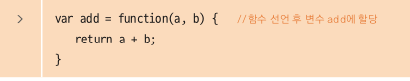 > var add = function(a, b) { //함수 선언 후 변수 add에 할당
return a + b;
}